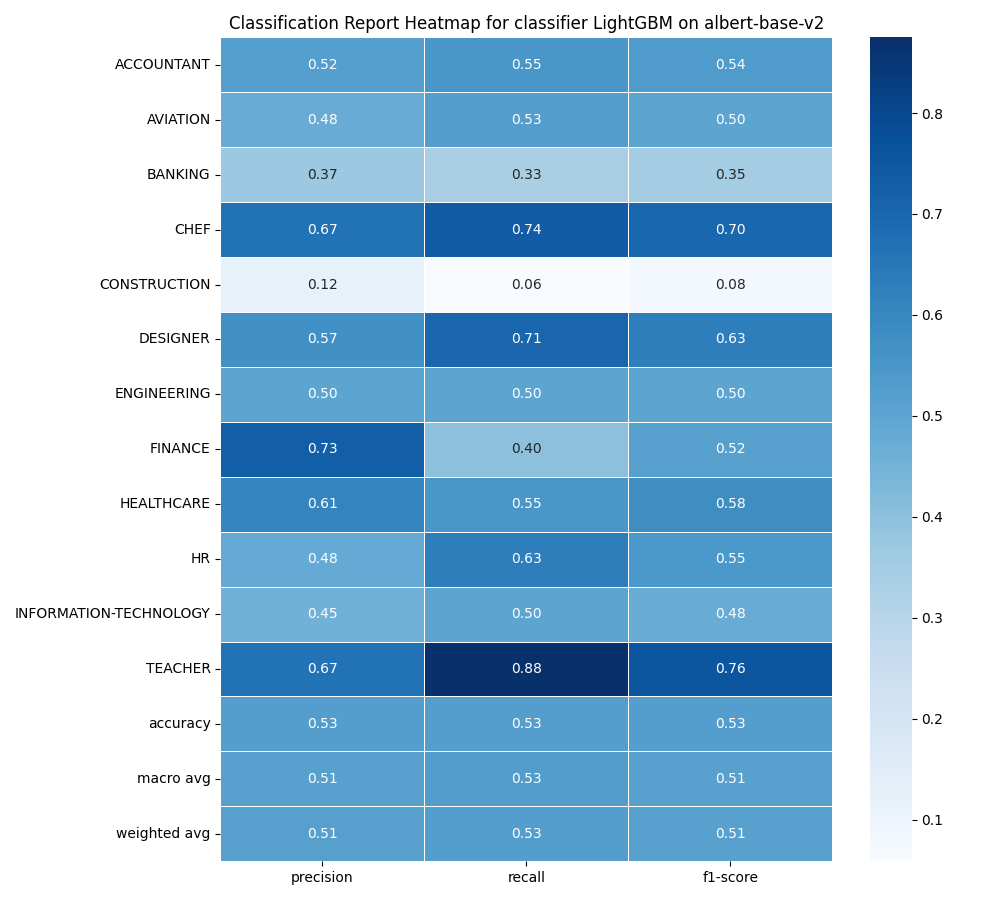 Classification Report Heatmap for classifier LightGBM on albert-base-v2
ACCOUNTANT 0.52 0.55 0.54
AVIATION 0.48 0.53 0.50
BANKING 0.37 0.33 0.35
CHEF 0.67 0.74 0.70
CONSTRUCTION 0.12 0.06 0.08
DESIGNER 0.57 0.71 0.63
ENGINEERING 0.50 0.50 0.50
FINANCE 0.73 0.40 0.52
HEALTHCARE 0.61 0.55 0.58
HR 0.48 0.63 0.55
INFORMATION-TECHNOLOGY 0.45 0.50 0.48
TEACHER 0.67 0.88 0.76
accuracy 0.53 0.53 0.53
macro avg 0.51 0.53 0.51
weighted avg 0.51 0.53 0.51
precision recall f1-score
0.8
0.7
0.6
0.5
0.4
0.3
0.2
0.1